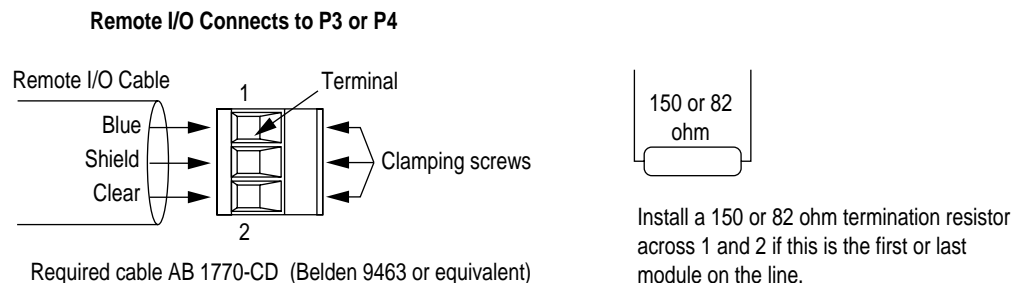 Remote I/O Connects to P3 or P4
Remote I/O Cable
1
Terminal
Blue
Shield
Clear
Clamping screws
2
Required cable AB 1770-CD (Belden 9463 or equivalent)
150 or 82
ohm
Install a 150 or 82 ohm termination resistor
across 1 and 2 if this is the first or last
module on the line.